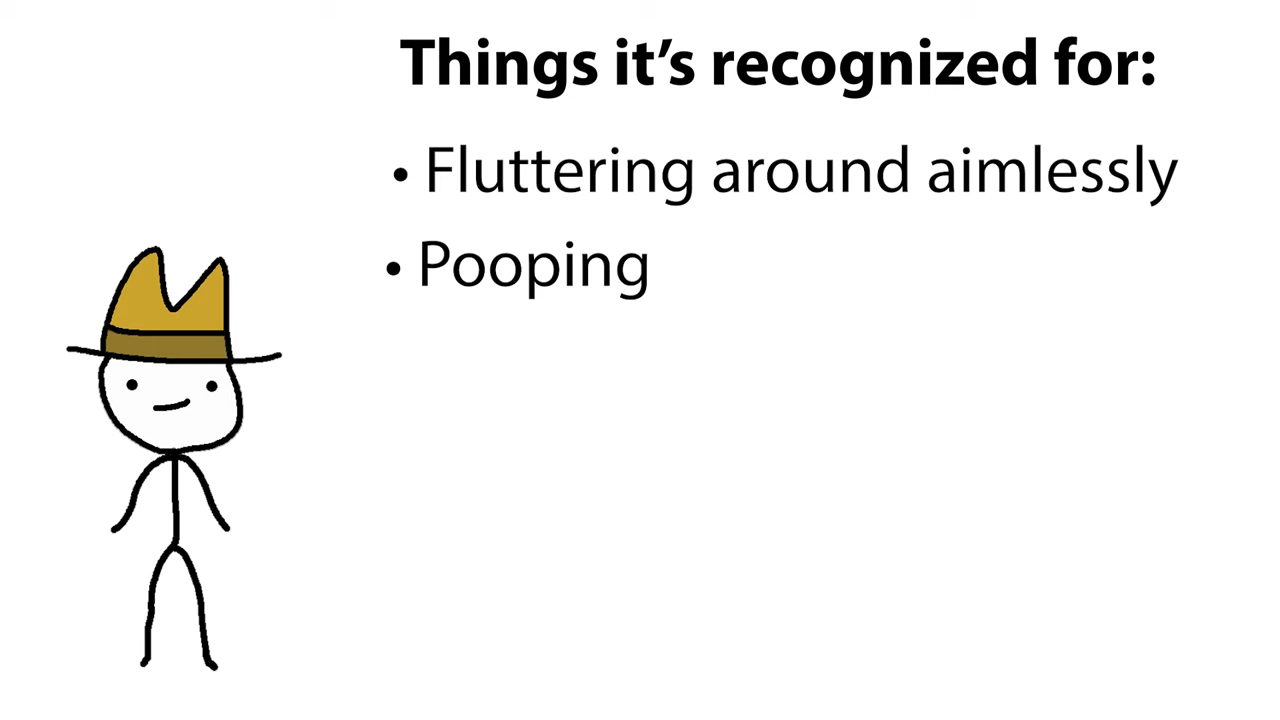 Things it’s recognized for:
• Fluttering around aimlessly
• Pooping